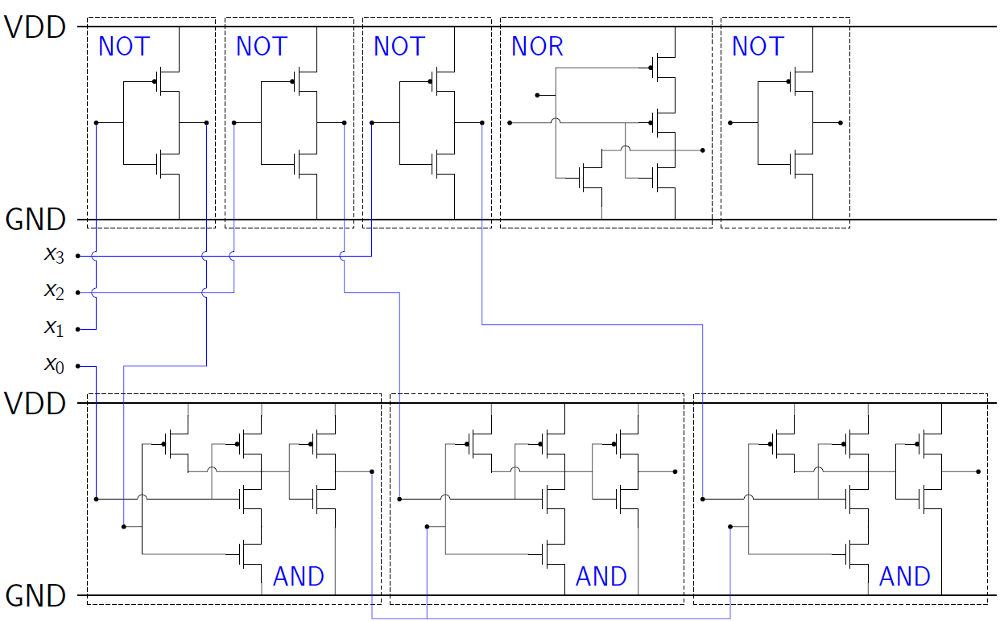 VDD
NOT NOT NOT NOR NOT
GND
x3
x2
x1
x0
VDD
AND AND AND
GND